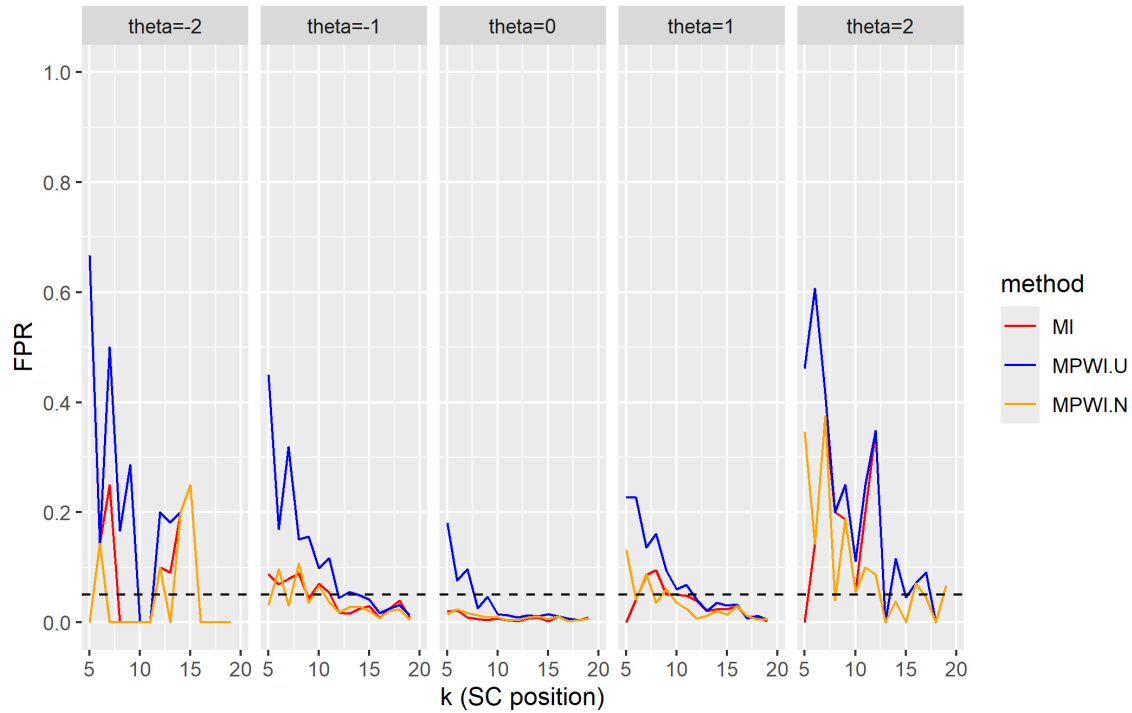 theta=-2 theta=-1 theta=0 theta=1 theta=2
1.0
0.8
0.6
0.4
0.2
0.0
FPR
5 10 15 20 5 10 15 20 5 10 15 20 5 10 15 20 5 10 15 20
k (SC position)
method
MI
MPWI.U
MPWI.N